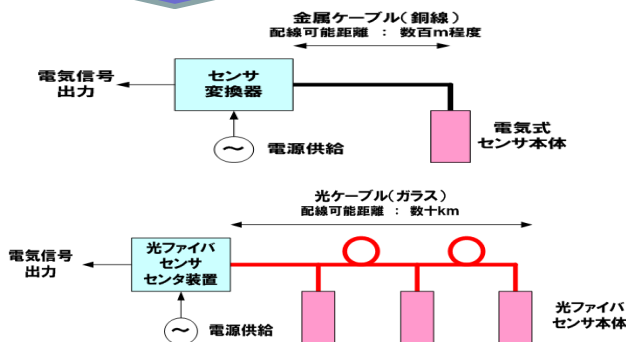 金属ケーブル(銅線)
配線可能距離 : 数百m程度
電気信号
出力
センサ
変換器
~
電源供給
電気式
センサ本体
光ケーブル(ガラス)
配線可能距離 : 数十km
電気信号
出力
光ファイバ
センサ
センタ装置
~
電源供給
光ファイバ
センサ本体